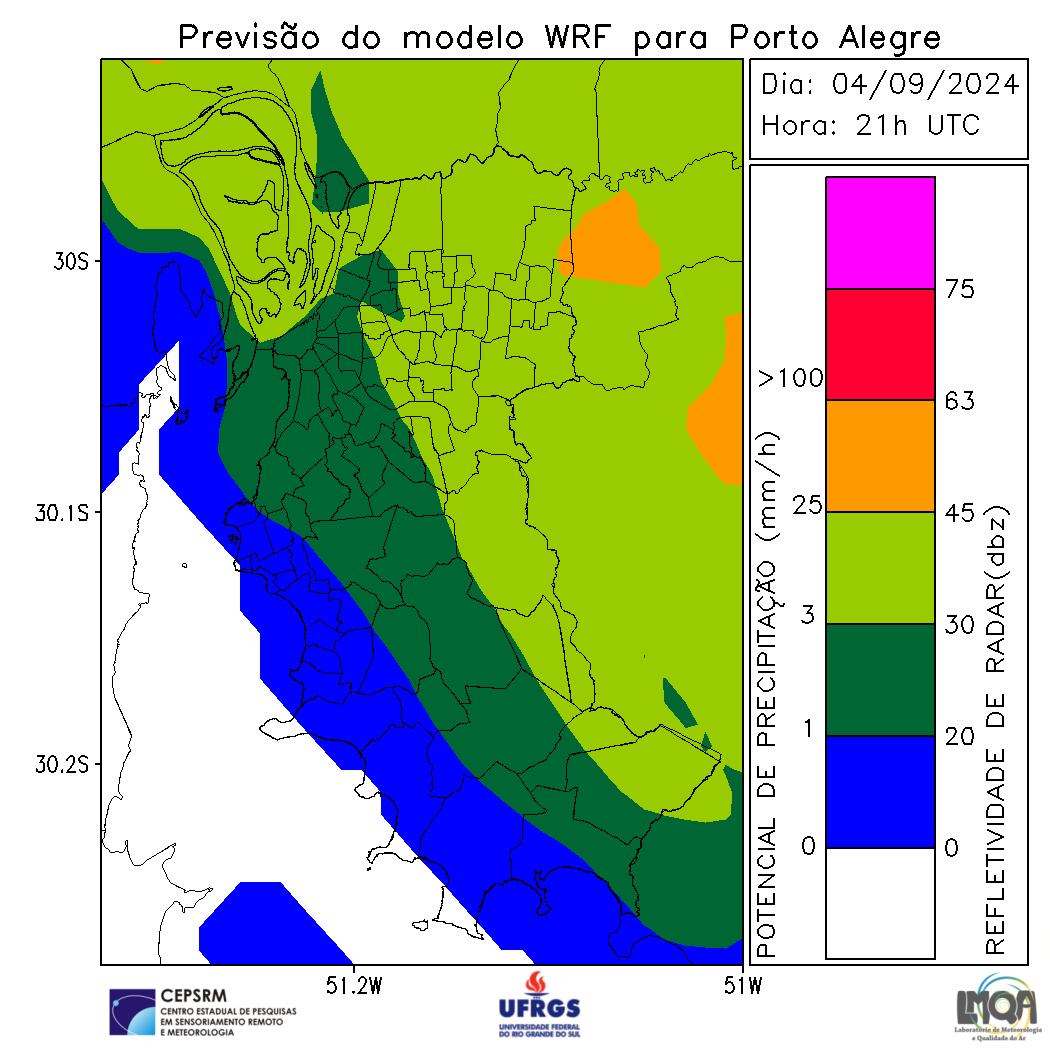 Previsão do modelo WRF para Porto Alegre
Dia: 04/09/2024
Hora: 21h UTC
30S
30.1S
30.2S
51.2W
51W
POTENCIAL DE PRECIPITAÇÃO (mm/h)
>100
25
3
1
0
75
63
45
30
20
0
REFLETIVIDADE DE RADAR(dbz)
CEPSRM
CENTRO ESTADUAL DE PESQUISAS
EM SENSORIAMENTO REMOTO
E METEOROLOGIA
UFRGS
UNIVERSIDADE FEDERAL
DO RIO GRANDE DO SUL
LMQA
Laboratório de Meteorologia
e Qualidade do Ar